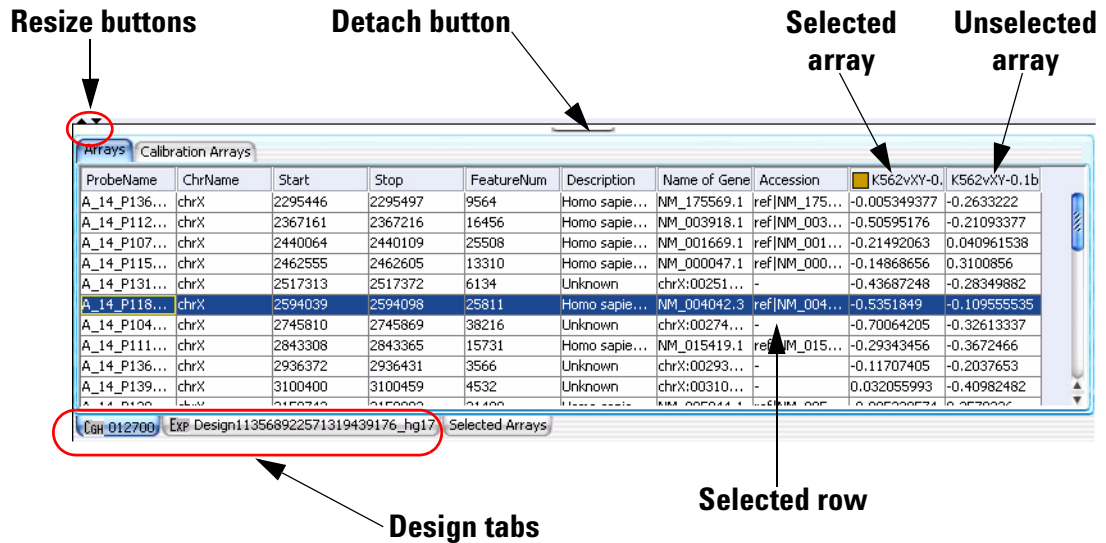 Resize buttons Detach button Selected array Unselected array
Arrays Calibration Arrays
ProbeName ChrName Start Stop FeatureNum Description Name of Gene Accession K562vXY-0. K562vXY-0.1b
A_14_P136... chrX 2295446 2295497 9564 Homo sapie... NM_175569.1 ref|NM_175... -0.005349377 -0.2633222
A_14_P112... chrX 2367161 2367216 16456 Homo sapie... NM_003918.1 ref|NM_003... -0.50595176 -0.21093377
A_14_P107... chrX 2440064 2440109 25508 Homo sapie... NM_001669.1 ref|NM_001... -0.21492063 0.040961538
A_14_P115... chrX 2462555 2462605 13310 Homo sapie... NM_000047.1 ref|NM_000... -0.14868656 0.3100856
A_14_P131... chrX 2517313 2517372 6134 Unknown chrX:00251... - -0.43687248 -0.28349882
A_14_P118... chrX 2594039 2594098 25811 Homo sapie... NM_004042.3 ref|NM_004... -0.5351849 -0.109555535
A_14_P104... chrX 2745810 2745869 38216 Unknown chrX:00274... - -0.70064205 -0.32613337
A_14_P111... chrX 2843308 2843365 15731 Homo sapie... NM_015419.1 ref|NM_015... -0.29343456 -0.3672466
A_14_P136... chrX 2936372 2936431 3566 Unknown chrX:00293... - -0.11707405 -0.2037653
A_14_P139... chrX 3100400 3100459 4532 Unknown chrX:00310... - 0.032055993 -0.40982482
CGH 012700 EXP Design113568922571319439176_hg17 Selected Arrays
Selected row
Design tabs